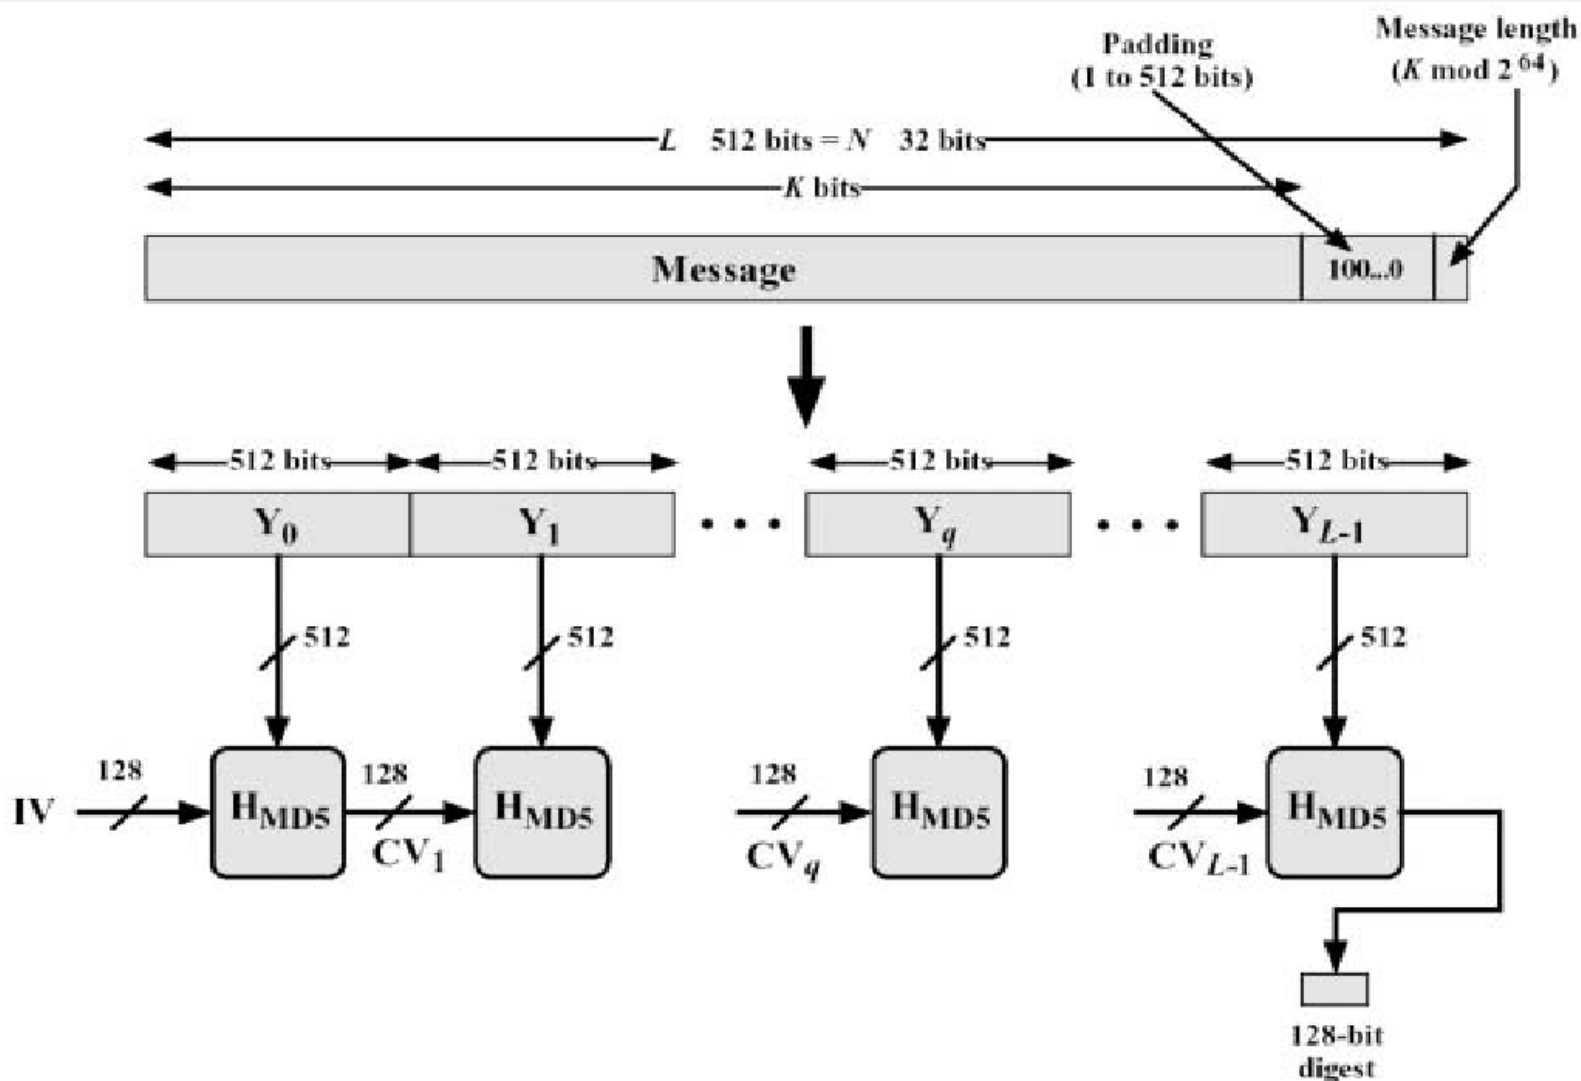 Padding
(1 to 512 bits)
Message length
(K mod 2^64)
L 512 bits = N 32 bits
K bits
Message
100...0
512 bits 512 bits 512 bits 512 bits
Y0 Y1 • • • Yq • • • YL-1
512 512 512 512
128 128 128 128
IV HMD5 HMD5 HMD5 HMD5
CV1 CVq CVL-1
128-bit
digest